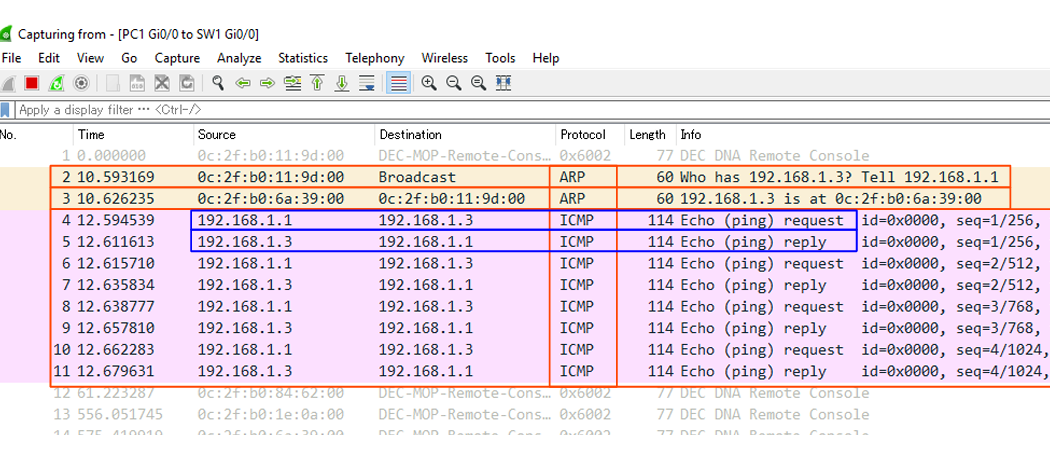 Capturing from - [PC1 Gi0/0 to SW1 Gi0/0]
File Edit View Go Capture Analyze Statistics Telephony Wireless Tools Help
Apply a display filter ··· <Ctrl-/>
No. Time Source Destination Protocol Length Info
1 0.000000 0c:2f:b0:11:9d:00 DEC-MOP-Remote-Cons… 0x6002 77 DEC DNA Remote Console
2 10.593169 0c:2f:b0:11:9d:00 Broadcast ARP 60 Who has 192.168.1.3? Tell 192.168.1.1
3 10.626235 0c:2f:b0:6a:39:00 0c:2f:b0:11:9d:00 ARP 60 192.168.1.3 is at 0c:2f:b0:6a:39:00
4 12.594539 192.168.1.1 192.168.1.3 ICMP 114 Echo (ping) request id=0x0000, seq=1/256,
5 12.611613 192.168.1.3 192.168.1.1 ICMP 114 Echo (ping) reply id=0x0000, seq=1/256,
6 12.615710 192.168.1.1 192.168.1.3 ICMP 114 Echo (ping) request id=0x0000, seq=2/512,
7 12.635834 192.168.1.3 192.168.1.1 ICMP 114 Echo (ping) reply id=0x0000, seq=2/512,
8 12.638777 192.168.1.1 192.168.1.3 ICMP 114 Echo (ping) request id=0x0000, seq=3/768,
9 12.657810 192.168.1.3 192.168.1.1 ICMP 114 Echo (ping) reply id=0x0000, seq=3/768,
10 12.662283 192.168.1.1 192.168.1.3 ICMP 114 Echo (ping) request id=0x0000, seq=4/1024,
11 12.679631 192.168.1.3 192.168.1.1 ICMP 114 Echo (ping) reply id=0x0000, seq=4/1024,
12 61.223287 0c:2f:b0:84:62:00 DEC-MOP-Remote-Cons… 0x6002 77 DEC DNA Remote Console
13 556.051745 0c:2f:b0:1e:0a:00 DEC-MOP-Remote-Cons… 0x6002 77 DEC DNA Remote Console
14 575.419919 0c:2f:b0:6a:39:00 DEC-MOP-Remote-Cons… 0x6002 77 DEC DNA Remote Console